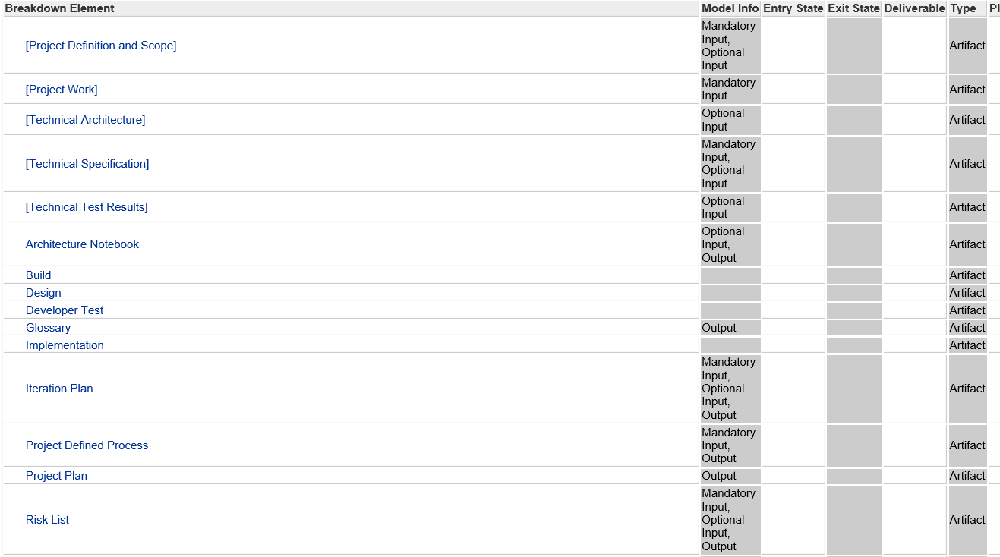 Breakdown Element Model Info Entry State Exit State Deliverable Type Pl
[Project Definition and Scope] Mandatory Input, Optional Input Artifact
[Project Work] Mandatory Input Artifact
[Technical Architecture] Optional Input Artifact
[Technical Specification] Mandatory Input, Optional Input Artifact
[Technical Test Results] Optional Input Artifact
Architecture Notebook Optional Input, Output Artifact
Build Artifact
Design Artifact
Developer Test Artifact
Glossary Output Artifact
Implementation Artifact
Iteration Plan Mandatory Input, Optional Input, Output Artifact
Project Defined Process Mandatory Input, Output Artifact
Project Plan Output Artifact
Risk List Mandatory Input, Optional Input, Output Artifact